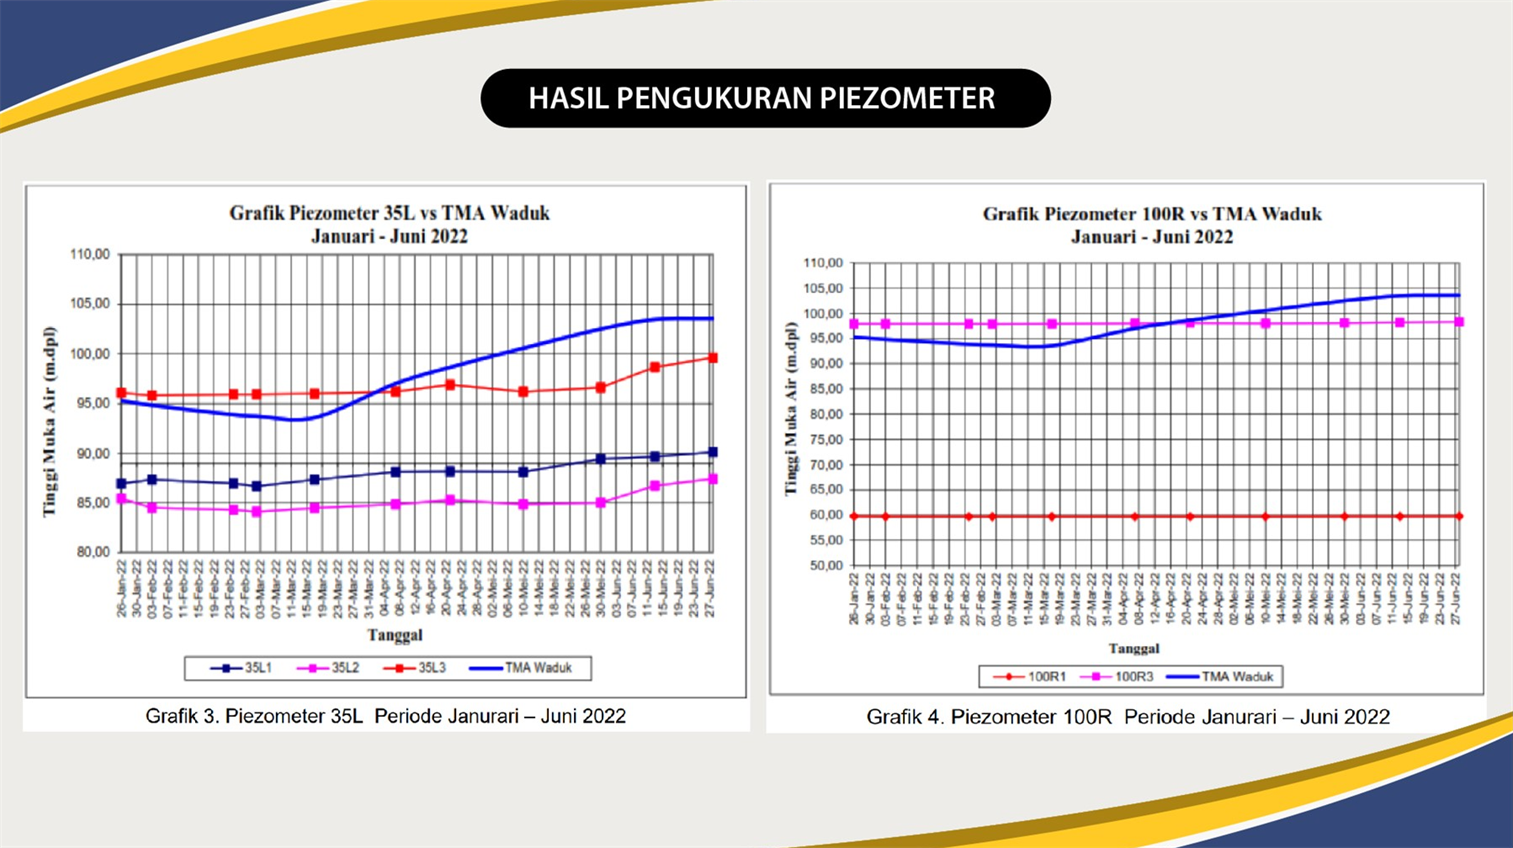 HASIL PENGUKURAN PIEZOMETER
Grafik Piezometer 35L vs TMA Waduk
Januari - Juni 2022
Tinggi Muka Air (m.dpl)
110,00
105,00
100,00
95,00
90,00
85,00
80,00
26-Jan-22
30-Jan-22
03-Feb-22
07-Feb-22
11-Feb-22
15-Feb-22
19-Feb-22
23-Feb-22
27-Feb-22
03-Mar-22
07-Mar-22
11-Mar-22
15-Mar-22
19-Mar-22
23-Mar-22
27-Mar-22
31-Mar-22
04-Apr-22
08-Apr-22
12-Apr-22
16-Apr-22
20-Apr-22
24-Apr-22
28-Apr-22
02-Mei-22
06-Mei-22
10-Mei-22
14-Mei-22
18-Mei-22
22-Mei-22
26-Mei-22
30-Mei-22
03-Jun-22
07-Jun-22
11-Jun-22
15-Jun-22
19-Jun-22
23-Jun-22
27-Jun-22
Tanggal
35L1 35L2 35L3 TMA Waduk
Grafik 3. Piezometer 35L Periode Janurari – Juni 2022
Grafik Piezometer 100R vs TMA Waduk
Januari - Juni 2022
Tinggi Muka Air (m.dpl)
110,00
105,00
100,00
95,00
90,00
85,00
80,00
75,00
70,00
65,00
60,00
55,00
50,00
26-Jan-22
30-Jan-22
03-Feb-22
07-Feb-22
11-Feb-22
15-Feb-22
19-Feb-22
23-Feb-22
27-Feb-22
03-Mar-22
07-Mar-22
11-Mar-22
15-Mar-22
19-Mar-22
23-Mar-22
27-Mar-22
31-Mar-22
04-Apr-22
08-Apr-22
12-Apr-22
16-Apr-22
20-Apr-22
24-Apr-22
28-Apr-22
02-Mei-22
06-Mei-22
10-Mei-22
14-Mei-22
18-Mei-22
22-Mei-22
26-Mei-22
30-Mei-22
03-Jun-22
07-Jun-22
11-Jun-22
15-Jun-22
19-Jun-22
23-Jun-22
27-Jun-22
Tanggal
100R1 100R3 TMA Waduk
Grafik 4. Piezometer 100R Periode Janurari – Juni 2022